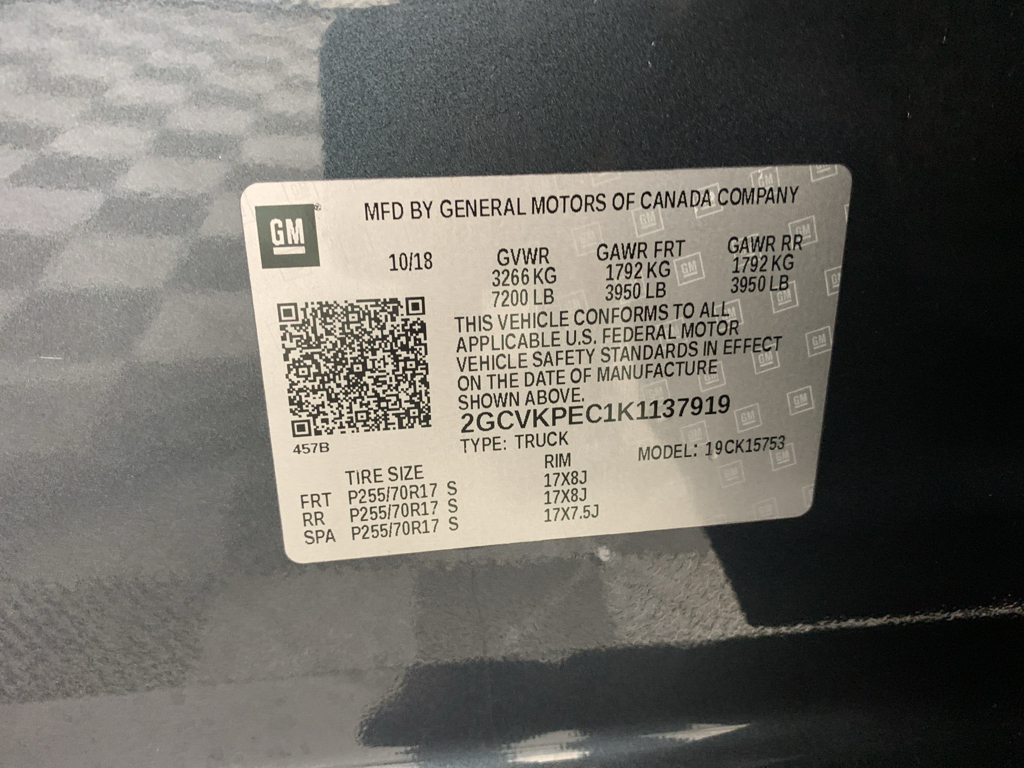 GM
MFD BY GENERAL MOTORS OF CANADA COMPANY
10/18
GVWR GAWR FRT GAWR RR
3266 KG 1792 KG 1792 KG
7200 LB 3950 LB 3950 LB
THIS VEHICLE CONFORMS TO ALL
APPLICABLE U.S. FEDERAL MOTOR
VEHICLE SAFETY STANDARDS IN EFFECT
ON THE DATE OF MANUFACTURE
SHOWN ABOVE.
2GCVKPEC1K1137919
457B
TYPE: TRUCK MODEL: 19CK15753
TIRE SIZE RIM
FRT P255/70R17 S 17X8J
RR P255/70R17 S 17X8J
SPA P255/70R17 S 17X7.5J